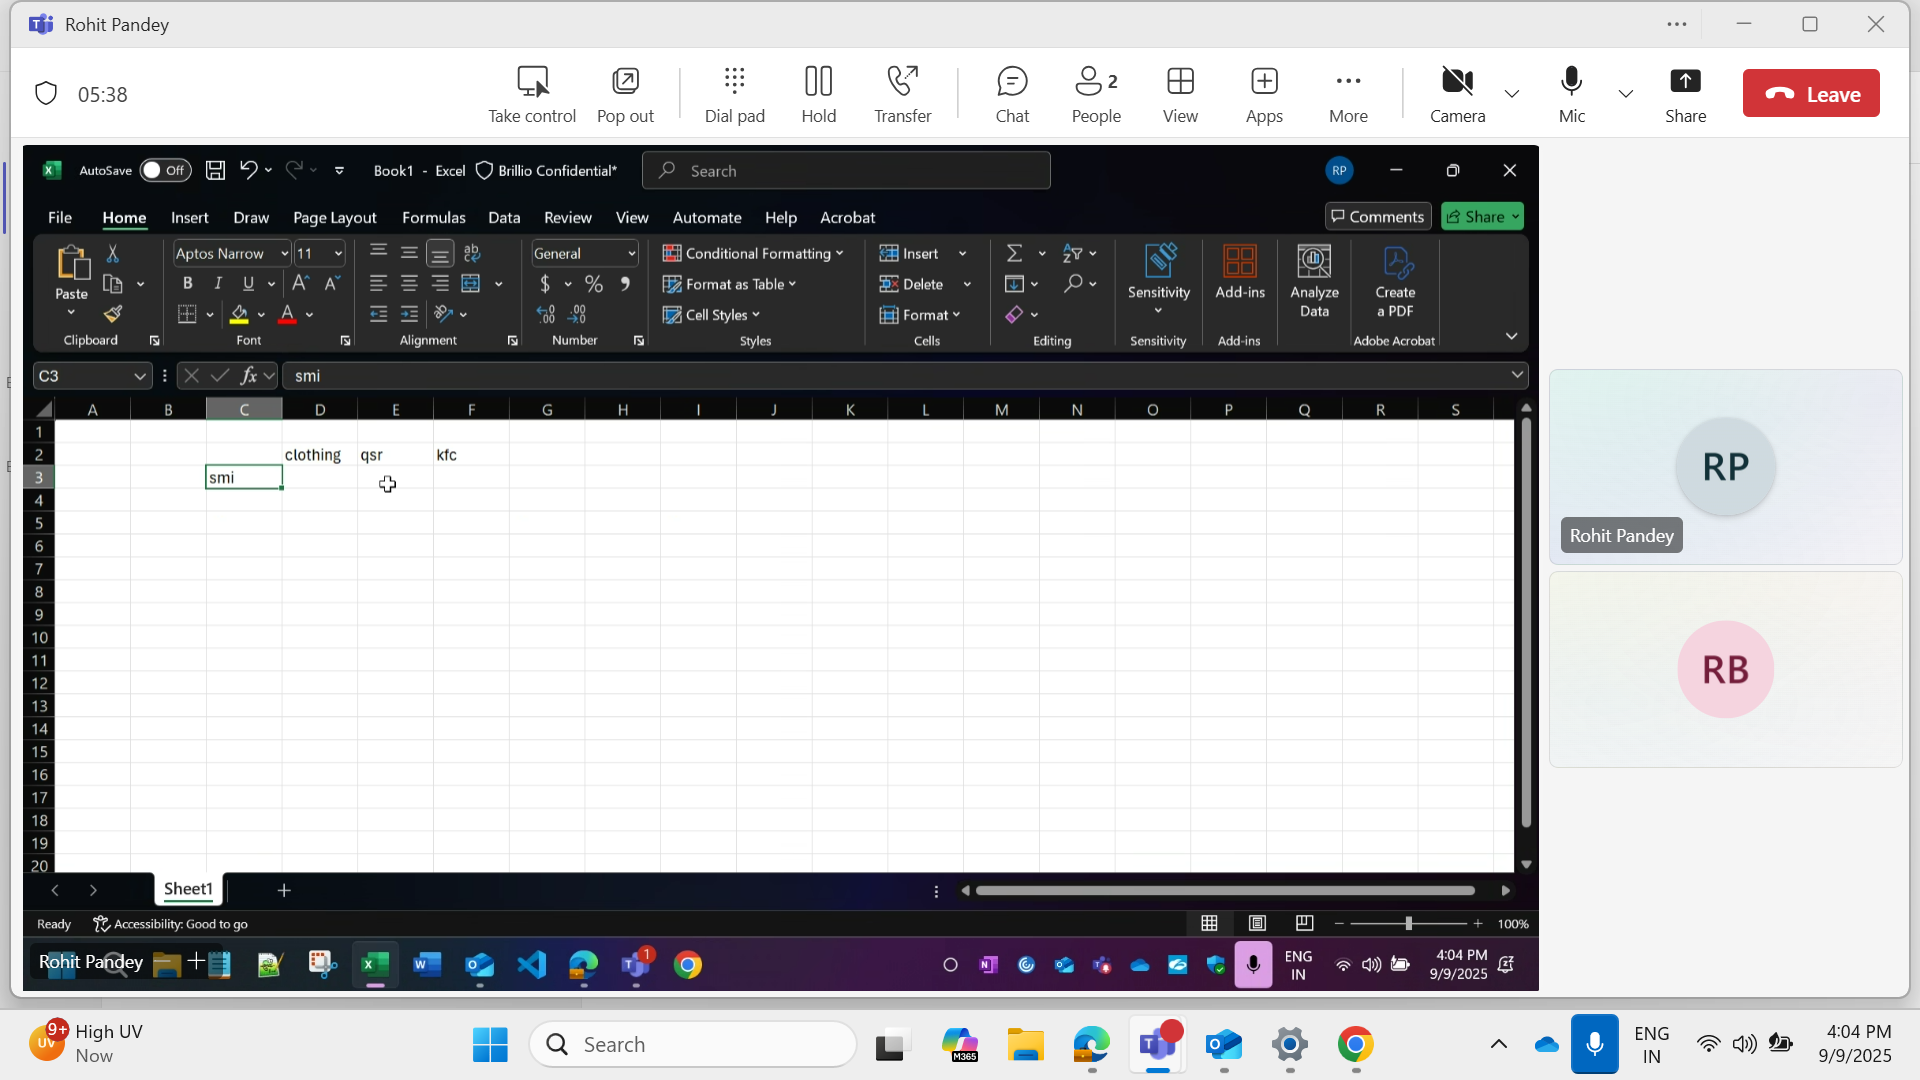 Rohit Pandey
05:38
Take control
Pop out
Dial pad
Hold
Transfer
Chat
2
People
View
Apps
More
Camera
Mic
Share
Leave
AutoSave Off
Book1 - Excel Brillio Confidential*
Search
RP
File Home Insert Draw Page Layout Formulas Data Review View Automate Help Acrobat
Comments Share
Paste
Clipboard
Aptos Narrow 11
B I U A A
A
Font
ab
Alignment
General
$ % 9
Number
Conditional Formatting
Format as Table
Cell Styles
Styles
Insert
Delete
Format
Cells
Editing
Sensitivity
Sensitivity
Add-ins
Add-ins
Analyze
Data
Create
a PDF
Adobe Acrobat
C3 fx smi
A B C D E F G H I J K L M N O P Q R S
1
2 clothing qsr kfc
3 smi
4
5
6
7
8
9
10
11
12
13
14
15
16
17
18
19
20
Sheet1
Ready Accessibility: Good to go
100%
Rohit Pandey
1
ENG
IN
4:04 PM
9/9/2025
RP
Rohit Pandey
RB
9+
UV
High UV
Now
Search
M365
ENG
IN
4:04 PM
9/9/2025